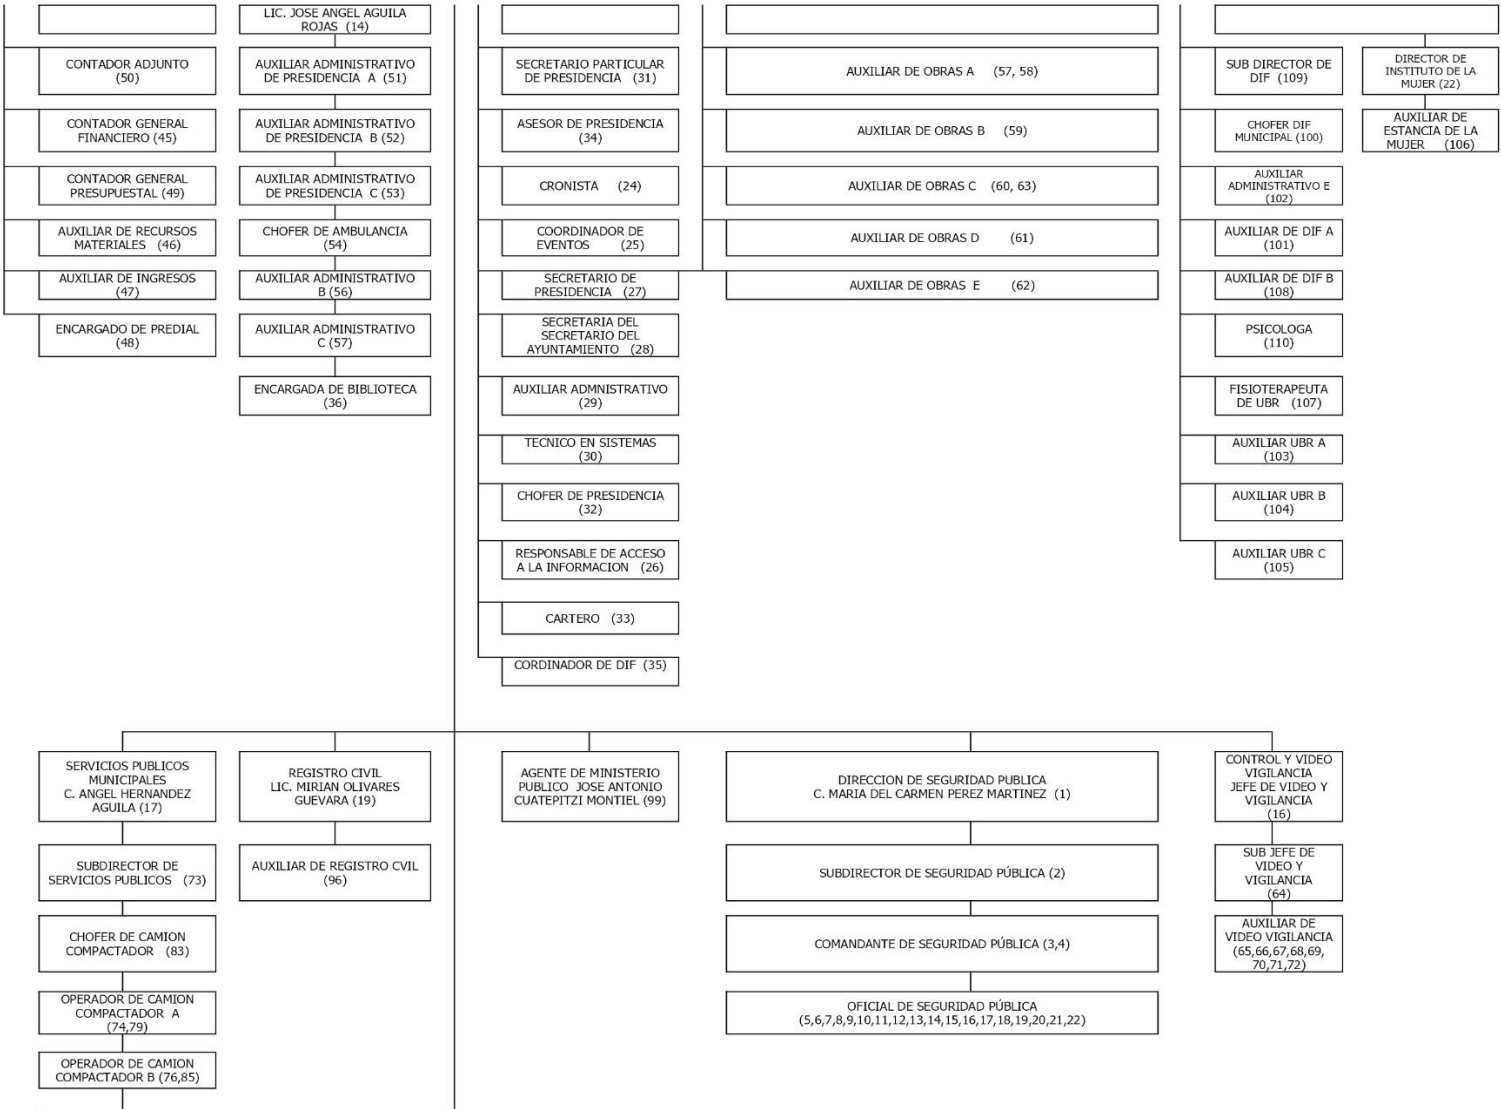 LIC. JOSE ANGEL AGUILA
ROJAS (14)
CONTADOR ADJUNTO
(50)
CONTADOR GENERAL
FINANCIERO (45)
CONTADOR GENERAL
PRESUPUESTAL (49)
AUXILIAR DE RECURSOS
MATERIALES (46)
AUXILIAR DE INGRESOS
(47)
ENCARGADO DE PREDIAL
(48)
AUXILIAR ADMINISTRATIVO
DE PRESIDENCIA A (51)
AUXILIAR ADMINISTRATIVO
DE PRESIDENCIA B (52)
AUXILIAR ADMINISTRATIVO
DE PRESIDENCIA C (53)
CHOFER DE AMBULANCIA
(54)
AUXILIAR ADMINISTRATIVO
B (56)
AUXILIAR ADMINISTRATIVO
C (57)
ENCARGADA DE BIBLIOTECA
(36)
SECRETARIO PARTICULAR
DE PRESIDENCIA (31)
ASESOR DE PRESIDENCIA
(34)
CRONISTA (24)
COORDINADOR DE
EVENTOS (25)
SECRETARIO DE
PRESIDENCIA (27)
SECRETARIA DEL
SECRETARIO DEL
AYUNTAMIENTO (28)
AUXILIAR ADMNISTRATIVO
(29)
TECNICO EN SISTEMAS
(30)
CHOFER DE PRESIDENCIA
(32)
RESPONSABLE DE ACCESO
A LA INFORMACION (26)
CARTERO (33)
CORDINADOR DE DIF (35)
AUXILIAR DE OBRAS A (57, 58)
AUXILIAR DE OBRAS B (59)
AUXILIAR DE OBRAS C (60, 63)
AUXILIAR DE OBRAS D (61)
AUXILIAR DE OBRAS E (62)
SUB DIRECTOR DE
DIF (109)
CHOFER DIF
MUNICIPAL (100)
AUXILIAR
ADMINISTRATIVO E
(102)
AUXILIAR DE DIF A
(101)
AUXILIAR DE DIF B
(108)
PSICOLOGA
(110)
FISIOTERAPEUTA
DE UBR (107)
AUXILIAR UBR A
(103)
AUXILIAR UBR B
(104)
AUXILIAR UBR C
(105)
DIRECTOR DE
INSTITUTO DE LA
MUJER (22)
AUXILIAR DE
ESTANCIA DE LA
MUJER (106)
SERVICIOS PUBLICOS
MUNICIPALES
C. ANGEL HERNANDEZ
AGUILA (17)
SUBDIRECTOR DE
SERVICIOS PUBLICOS (73)
CHOFER DE CAMION
COMPACTADOR (83)
OPERADOR DE CAMION
COMPACTADOR A
(74,79)
OPERADOR DE CAMION
COMPACTADOR B (76,85)
REGISTRO CIVIL
LIC. MIRIAN OLIVARES
GUEVARA (19)
AUXILIAR DE REGISTRO CVIL
(96)
AGENTE DE MINISTERIO
PUBLICO JOSE ANTONIO
CUATEPITZI MONTIEL (99)
DIRECCION DE SEGURIDAD PUBLICA
C. MARIA DEL CARMEN PEREZ MARTINEZ (1)
SUBDIRECTOR DE SEGURIDAD PÚBLICA (2)
COMANDANTE DE SEGURIDAD PÚBLICA (3,4)
OFICIAL DE SEGURIDAD PÚBLICA
(5,6,7,8,9,10,11,12,13,14,15,16,17,18,19,20,21,22)
CONTROL Y VIDEO
VIGILANCIA
JEFE DE VIDEO Y
VIGILANCIA
(16)
SUB JEFE DE
VIDEO Y
VIGILANCIA
(64)
AUXILIAR DE
VIDEO VIGILANCIA
(65,66,67,68,69,
70,71,72)